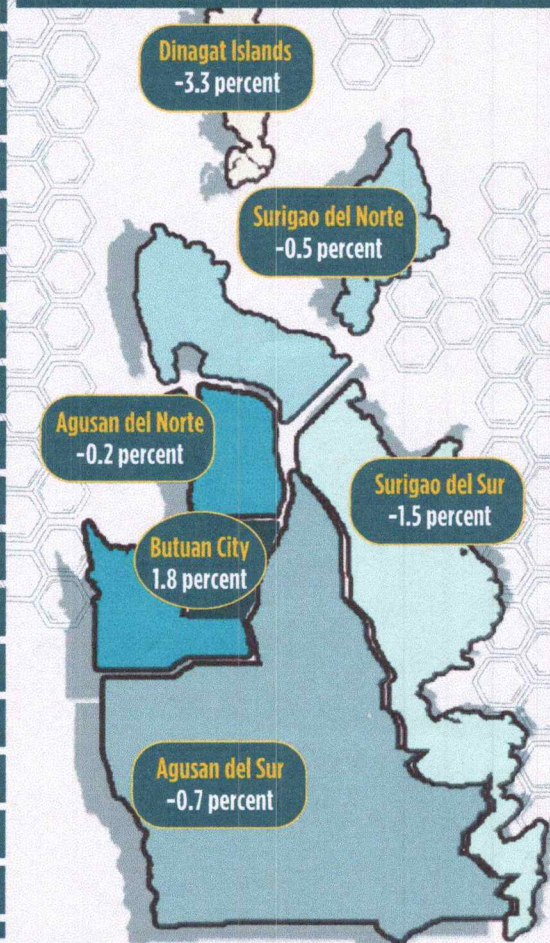 Dinagat Islands
-3.3 percent
Surigao del Norte
-0.5 percent
Agusan del Norte
-0.2 percent
Surigao del Sur
-1.5 percent
Butuan City
1.8 percent
Agusan del Sur
-0.7 percent